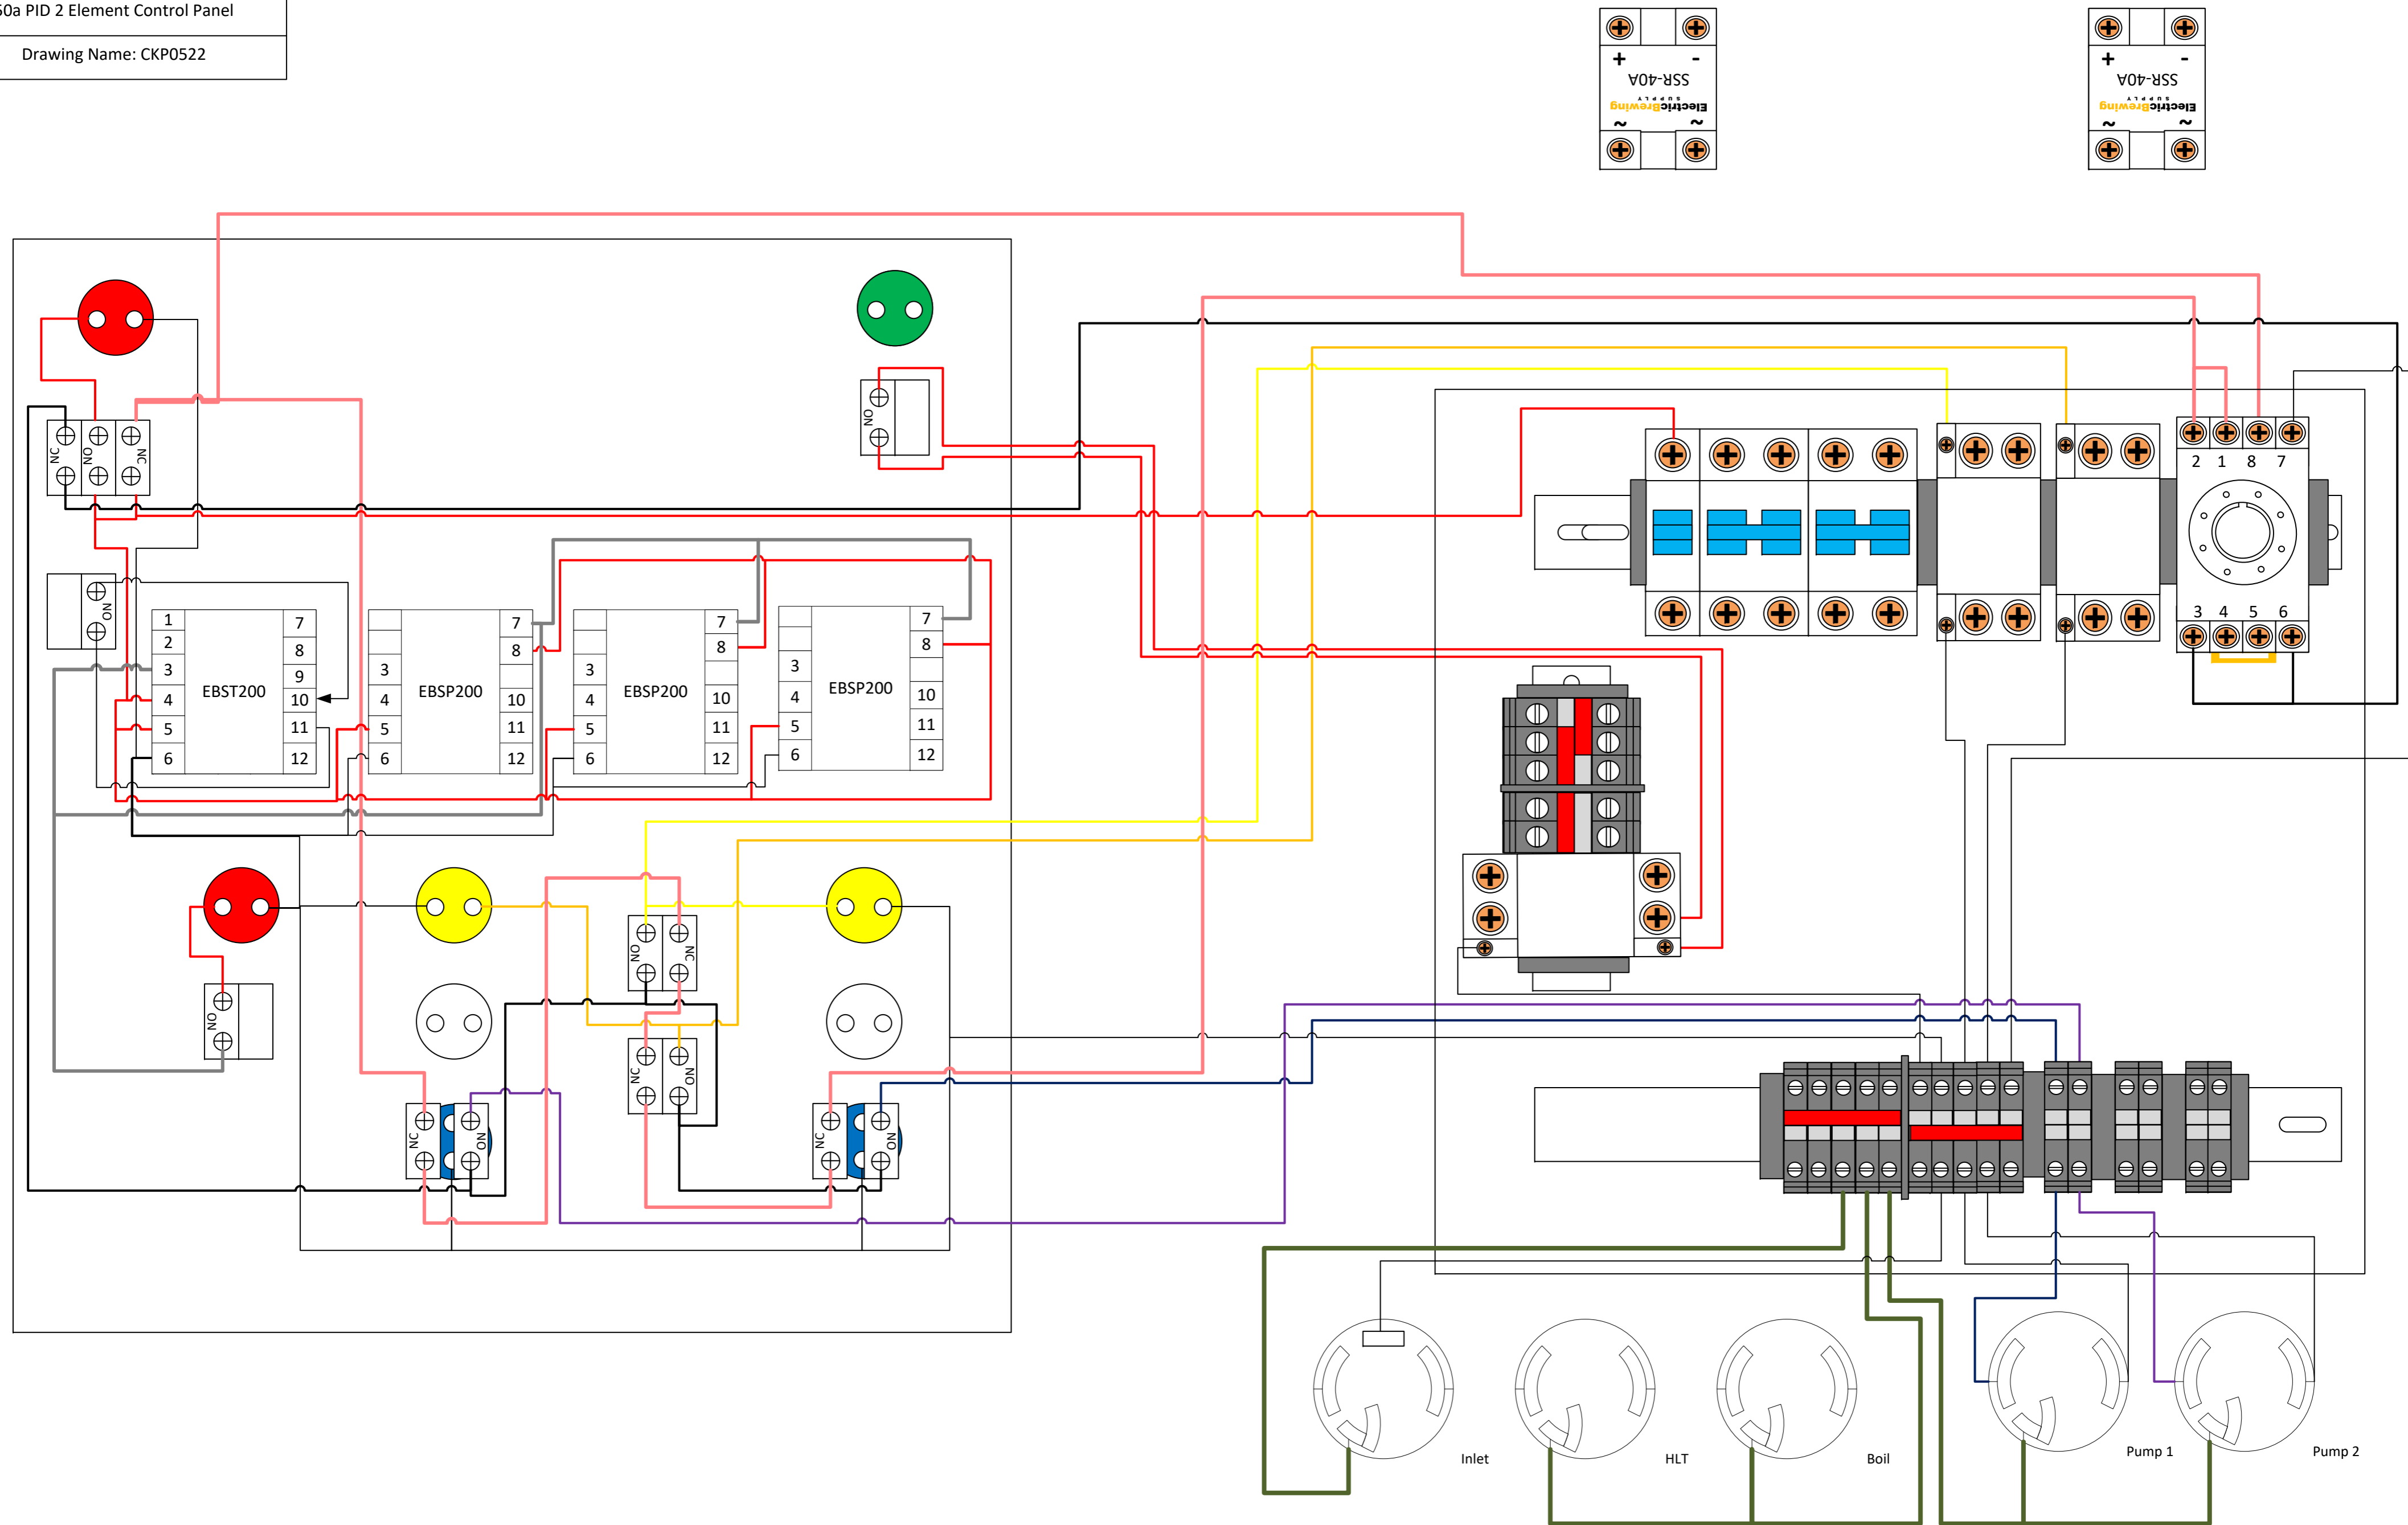 50a PID 2 Element Control Panel
Drawing Name: CKP0522
+ -
SSR-40A
ElectricBrewing
SUPPLY
~ ~
+ -
SSR-40A
ElectricBrewing
SUPPLY
~ ~
NC NO NC
NO
NO
2 1 8 7
3 4 5 6
1 7
2 8
3 9
4 EBST200 10
5 11
6 12
7
3 8
4 EBSP200 10
5 11
6 12
7
3 8
4 EBSP200 10
5 11
6 12
7
3 8
4 EBSP200 10
5 11
6 12
NO NC
NO
NC NO
NC NO
NC NO
Inlet
HLT
Boil
Pump 1
Pump 2